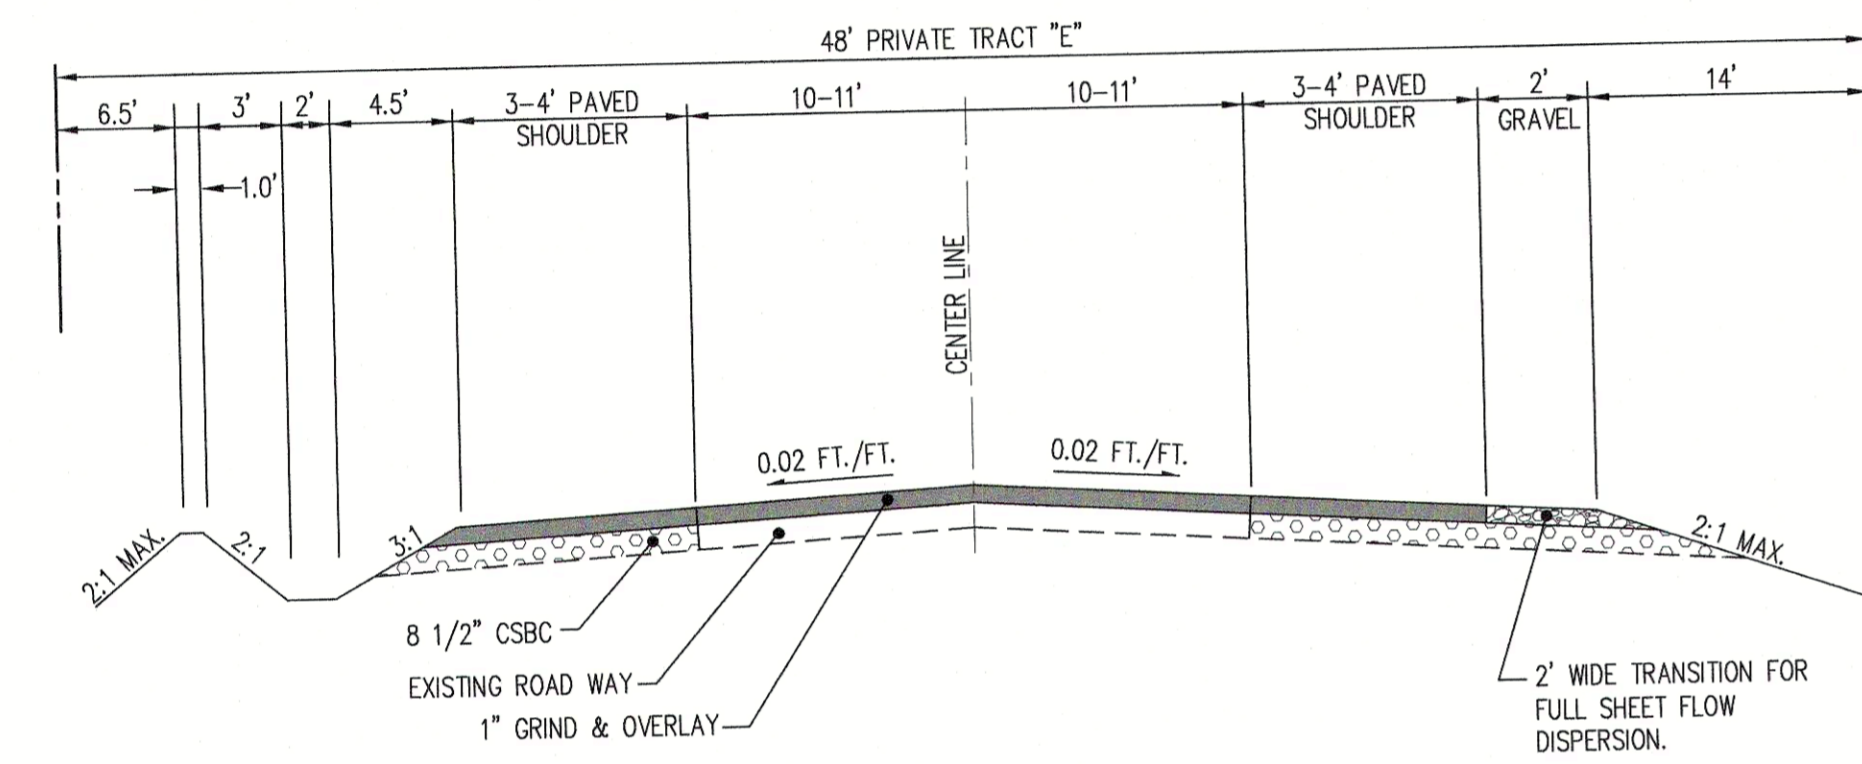 48' PRIVATE TRACT "E"
6.5'
3'
2'
4.5'
3-4' PAVED
SHOULDER
10-11'
10-11'
3-4' PAVED
SHOULDER
2'
GRAVEL
14'
1.0'
CENTER LINE
0.02 FT./FT.
0.02 FT./FT.
2:1 MAX.
2:1
3:1
2:1 MAX.
8 1/2" CSBC
EXISTING ROAD WAY
1" GRIND & OVERLAY
2' WIDE TRANSITION FOR
FULL SHEET FLOW
DISPERSION.